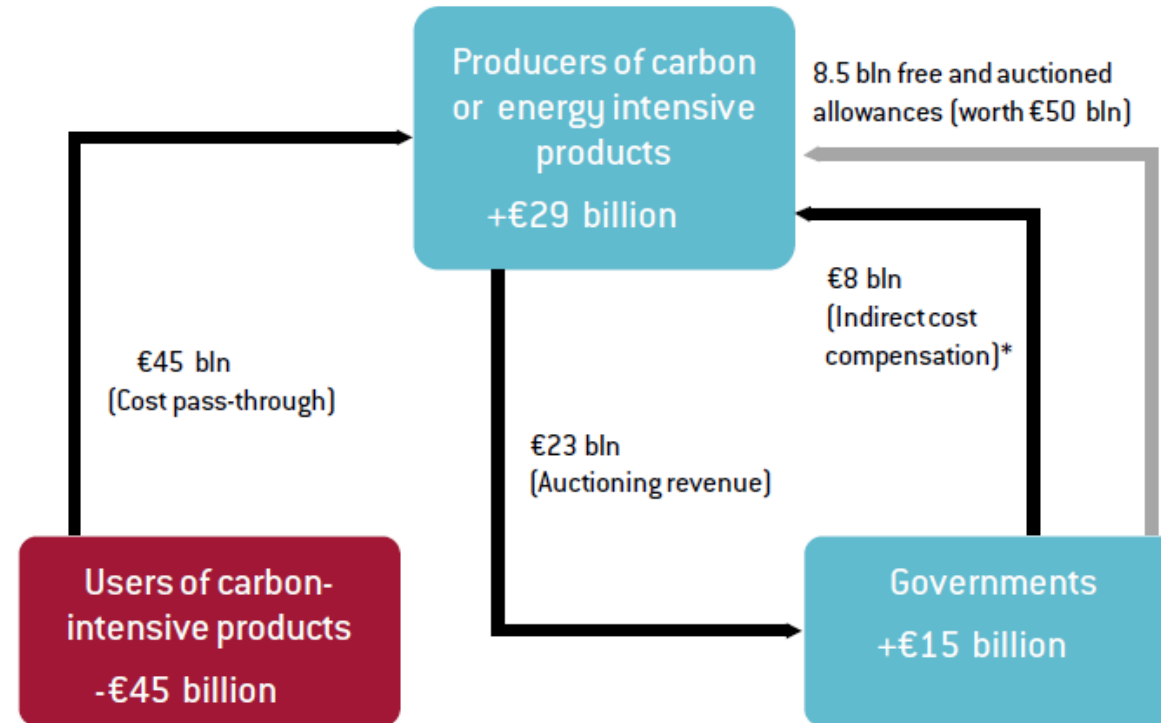 Producers of carbon
or energy intensive
products
+€29 billion
8.5 bln free and auctioned
allowances (worth €50 bln)
€8 bln
(Indirect cost
compensation)*
€45 bln
(Cost pass-through)
€23 bln
(Auctioning revenue)
Users of carbon-
intensive products
-€45 billion
Governments
+€15 billion